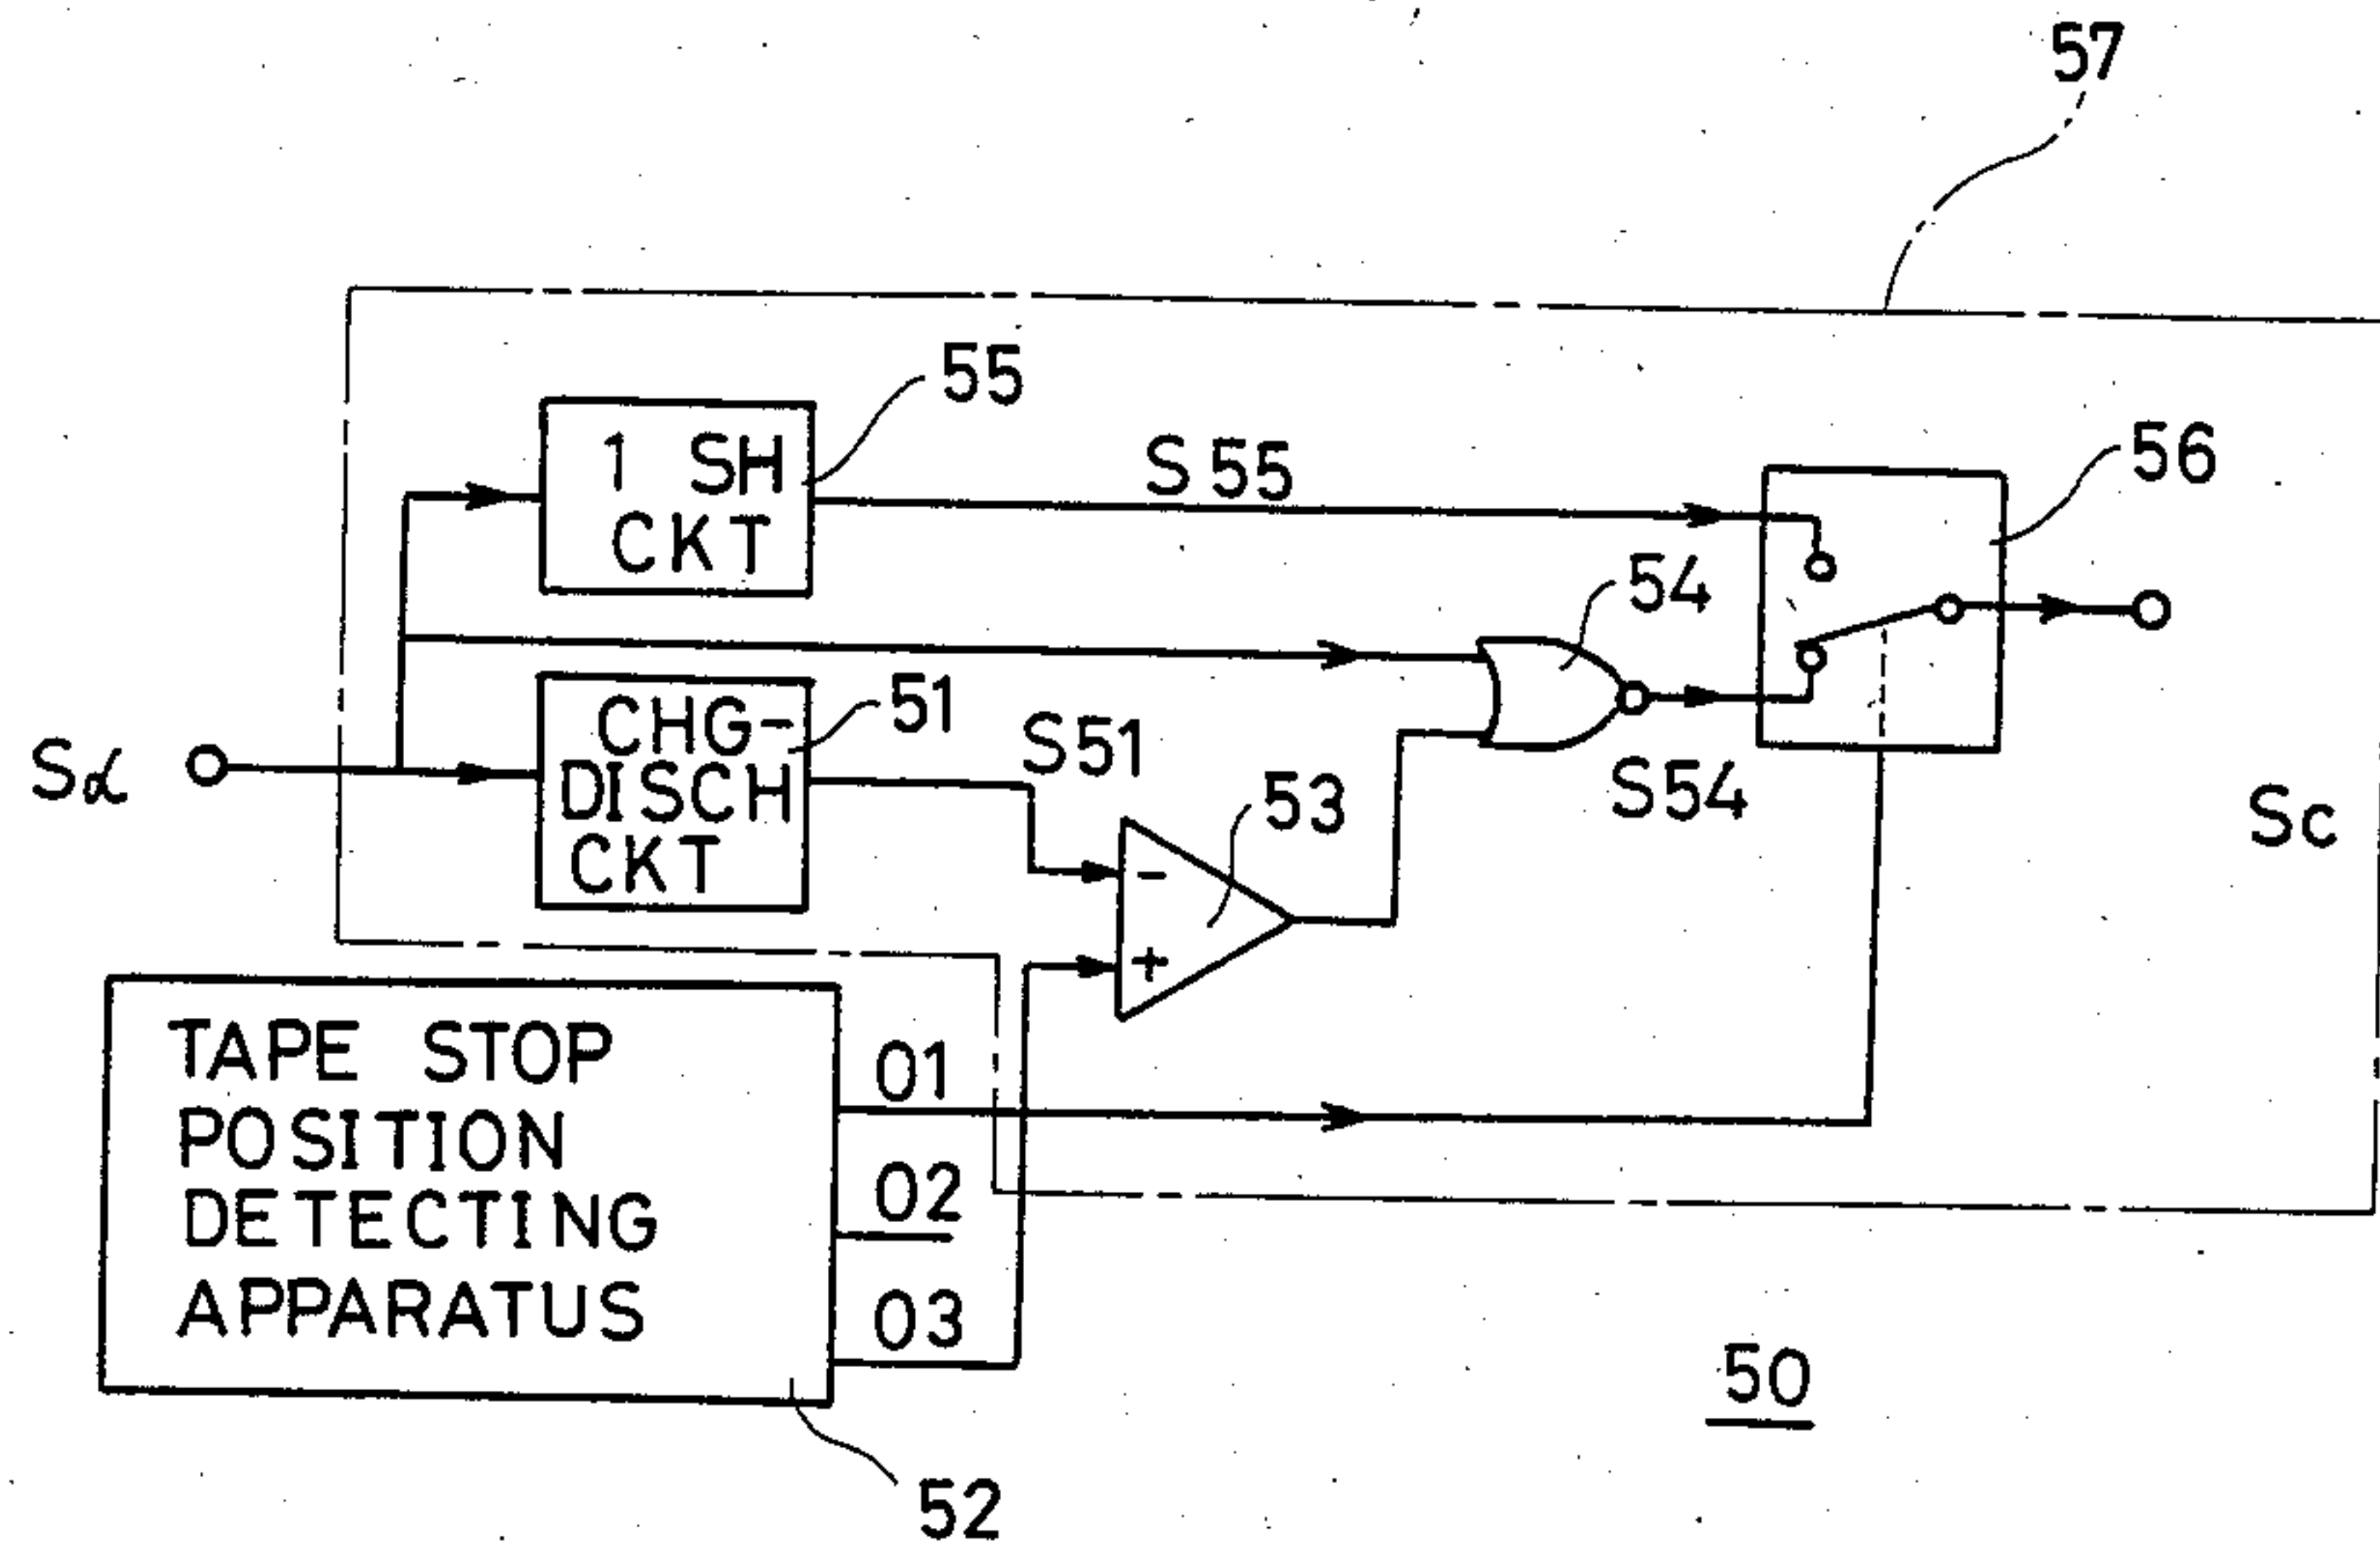 57
55
1 SH
CKT
S55
56
54
CHG-
DISCH
CKT
51
S51
Sα
53
S54
Sc
-
+
TAPE STOP
POSITION
DETECTING
APPARATUS
01
02
03
50
52